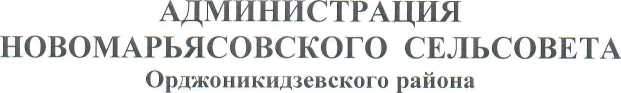 АДМИНИСТРАЦИЯ
НОВОМАРЬЯСОВСКОГО СЕЛЬСОВЕТА
Орджоникидзевского района